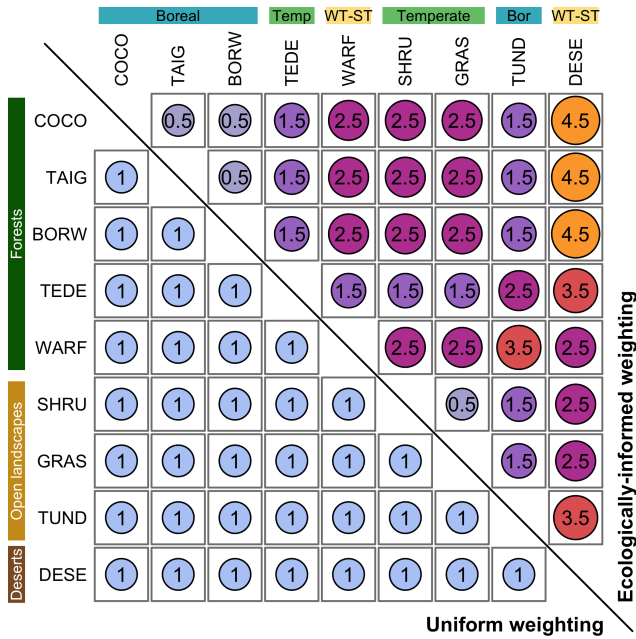 Boreal Temp WT-ST Temperate Bor WT-ST
COCO TAIG BORW TEDE WARF SHRU GRAS TUND DESE
COCO 0.5 0.5 1.5 2.5 2.5 2.5 1.5 4.5
TAIG 1 0.5 1.5 2.5 2.5 2.5 1.5 4.5
BORW 1 1 1.5 2.5 2.5 2.5 1.5 4.5
TEDE 1 1 1 1.5 1.5 1.5 2.5 3.5
WARF 1 1 1 1 2.5 2.5 3.5 2.5
SHRU 1 1 1 1 1 0.5 1.5 2.5
GRAS 1 1 1 1 1 1 1.5 2.5
TUND 1 1 1 1 1 1 1 3.5
DESE 1 1 1 1 1 1 1 1
Forests
Open landscapes
Deserts
Ecologically-informed weighting
Uniform weighting